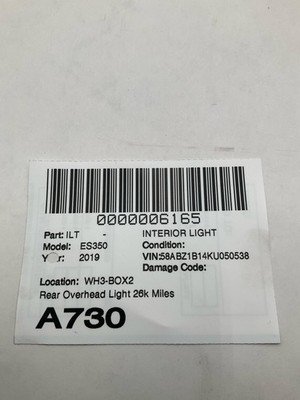 0000006165
Part: ILT - INTERIOR LIGHT
Model: ES350 Condition:
Year: 2019 VIN:58ABZ1B14KU050538
Damage Code:
Location: WH3-BOX2
Rear Overhead Light 26k Miles
A730